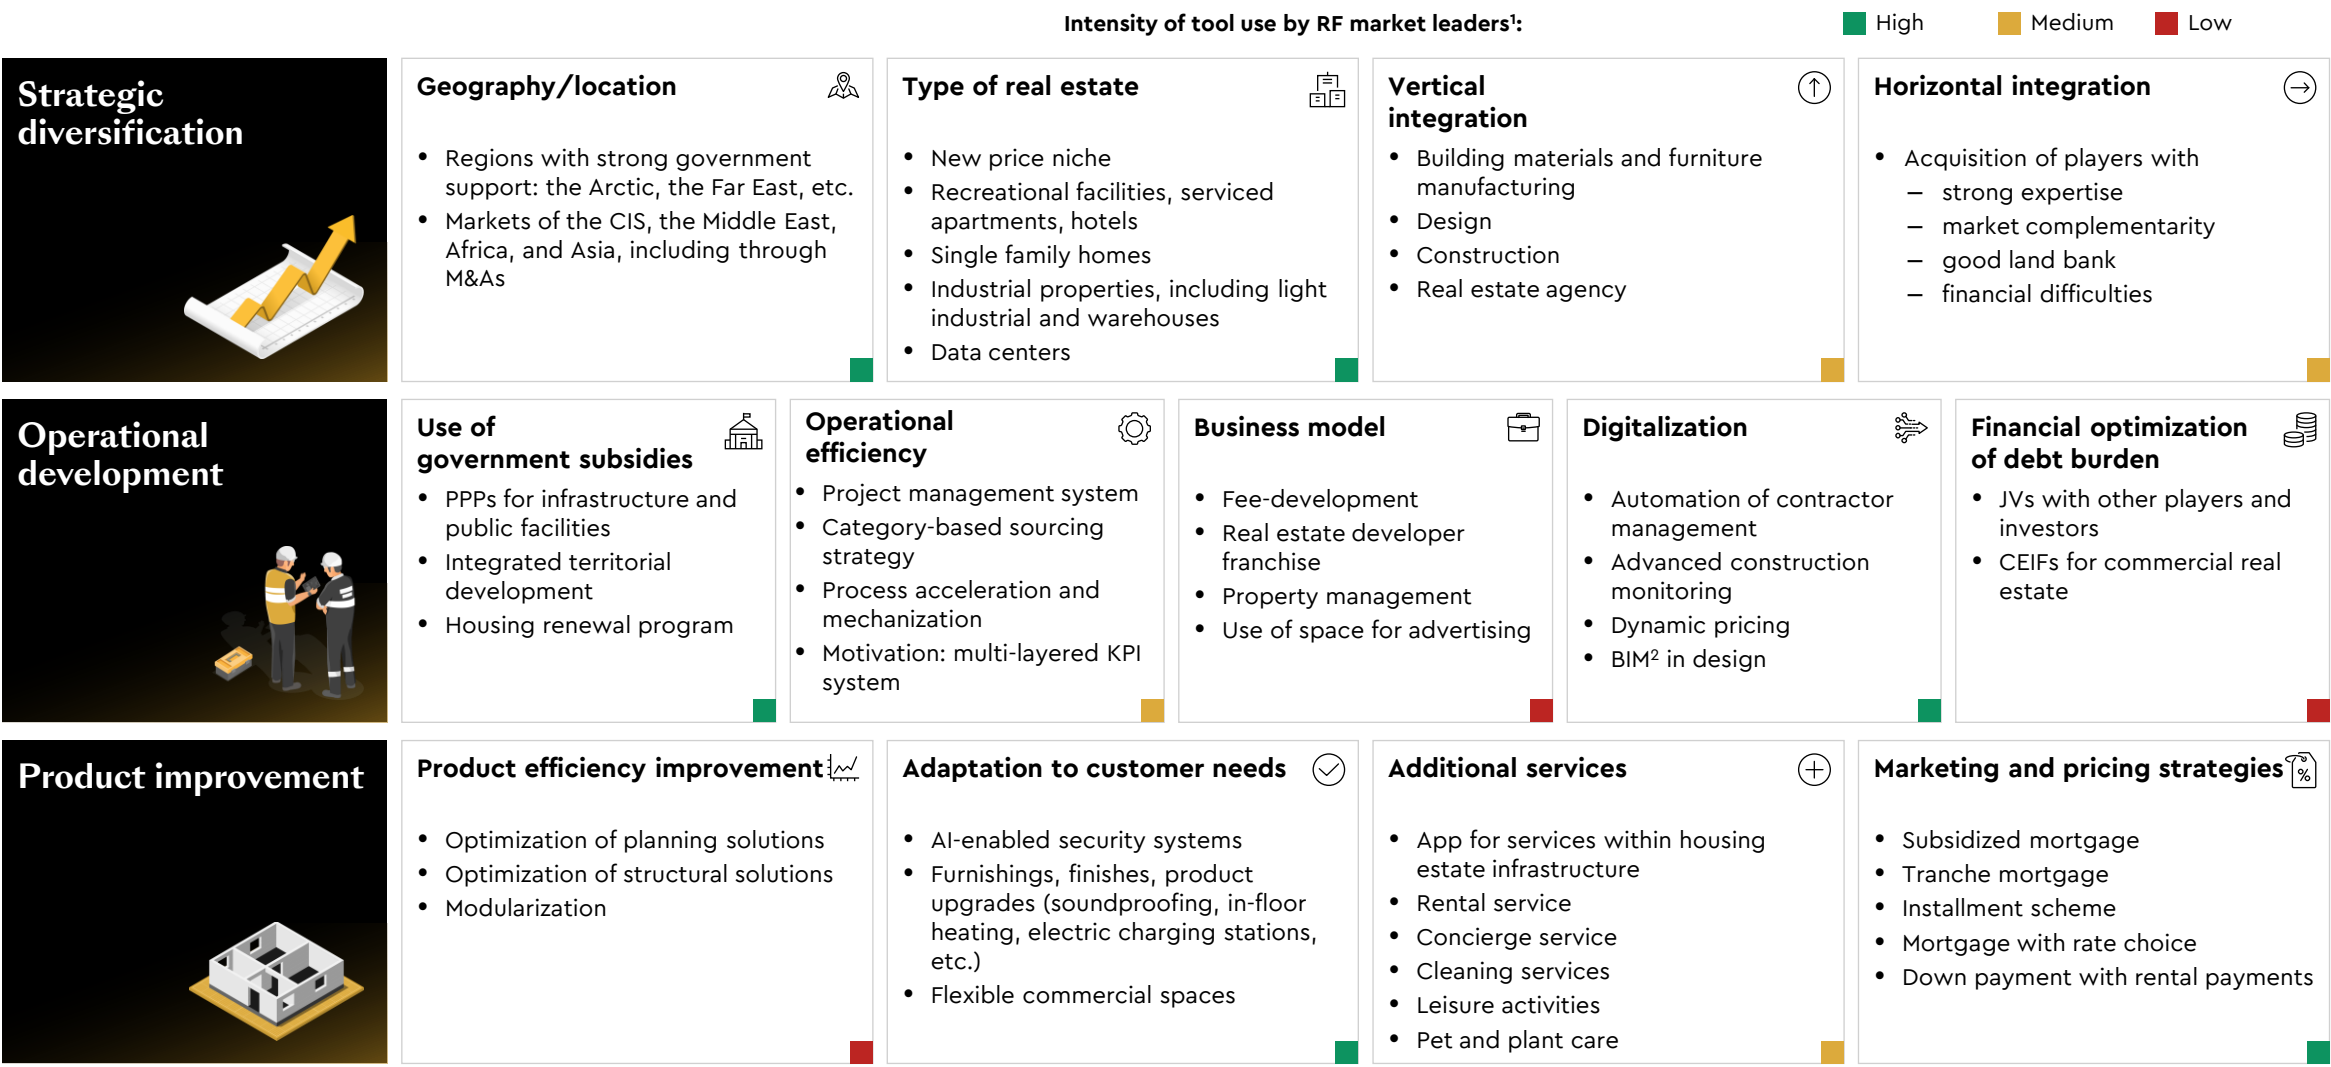 Intensity of tool use by RF market leaders¹:
High
Medium
Low
Strategic
diversification
Geography/location
• Regions with strong government
support: the Arctic, the Far East, etc.
• Markets of the CIS, the Middle East,
Africa, and Asia, including through
M&As
Type of real estate
• New price niche
• Recreational facilities, serviced
apartments, hotels
• Single family homes
• Industrial properties, including light
industrial and warehouses
• Data centers
Vertical
integration
• Building materials and furniture
manufacturing
• Design
• Construction
• Real estate agency
Horizontal integration
• Acquisition of players with
– strong expertise
– market complementarity
– good land bank
– financial difficulties
Operational
development
Use of
government subsidies
• PPPs for infrastructure and
public facilities
• Integrated territorial
development
• Housing renewal program
Operational
efficiency
• Project management system
• Category-based sourcing
strategy
• Process acceleration and
mechanization
• Motivation: multi-layered KPI
system
Business model
• Fee-development
• Real estate developer
franchise
• Property management
• Use of space for advertising
Digitalization
• Automation of contractor
management
• Advanced construction
monitoring
• Dynamic pricing
• BIM² in design
Financial optimization
of debt burden
• JVs with other players and
investors
• CEIFs for commercial real
estate
Product improvement
Product efficiency improvement
• Optimization of planning solutions
• Optimization of structural solutions
• Modularization
Adaptation to customer needs
• AI-enabled security systems
• Furnishings, finishes, product
upgrades (soundproofing, in-floor
heating, electric charging stations,
etc.)
• Flexible commercial spaces
Additional services
• App for services within housing
estate infrastructure
• Rental service
• Concierge service
• Cleaning services
• Leisure activities
• Pet and plant care
Marketing and pricing strategies
%
• Subsidized mortgage
• Tranche mortgage
• Installment scheme
• Mortgage with rate choice
• Down payment with rental payments